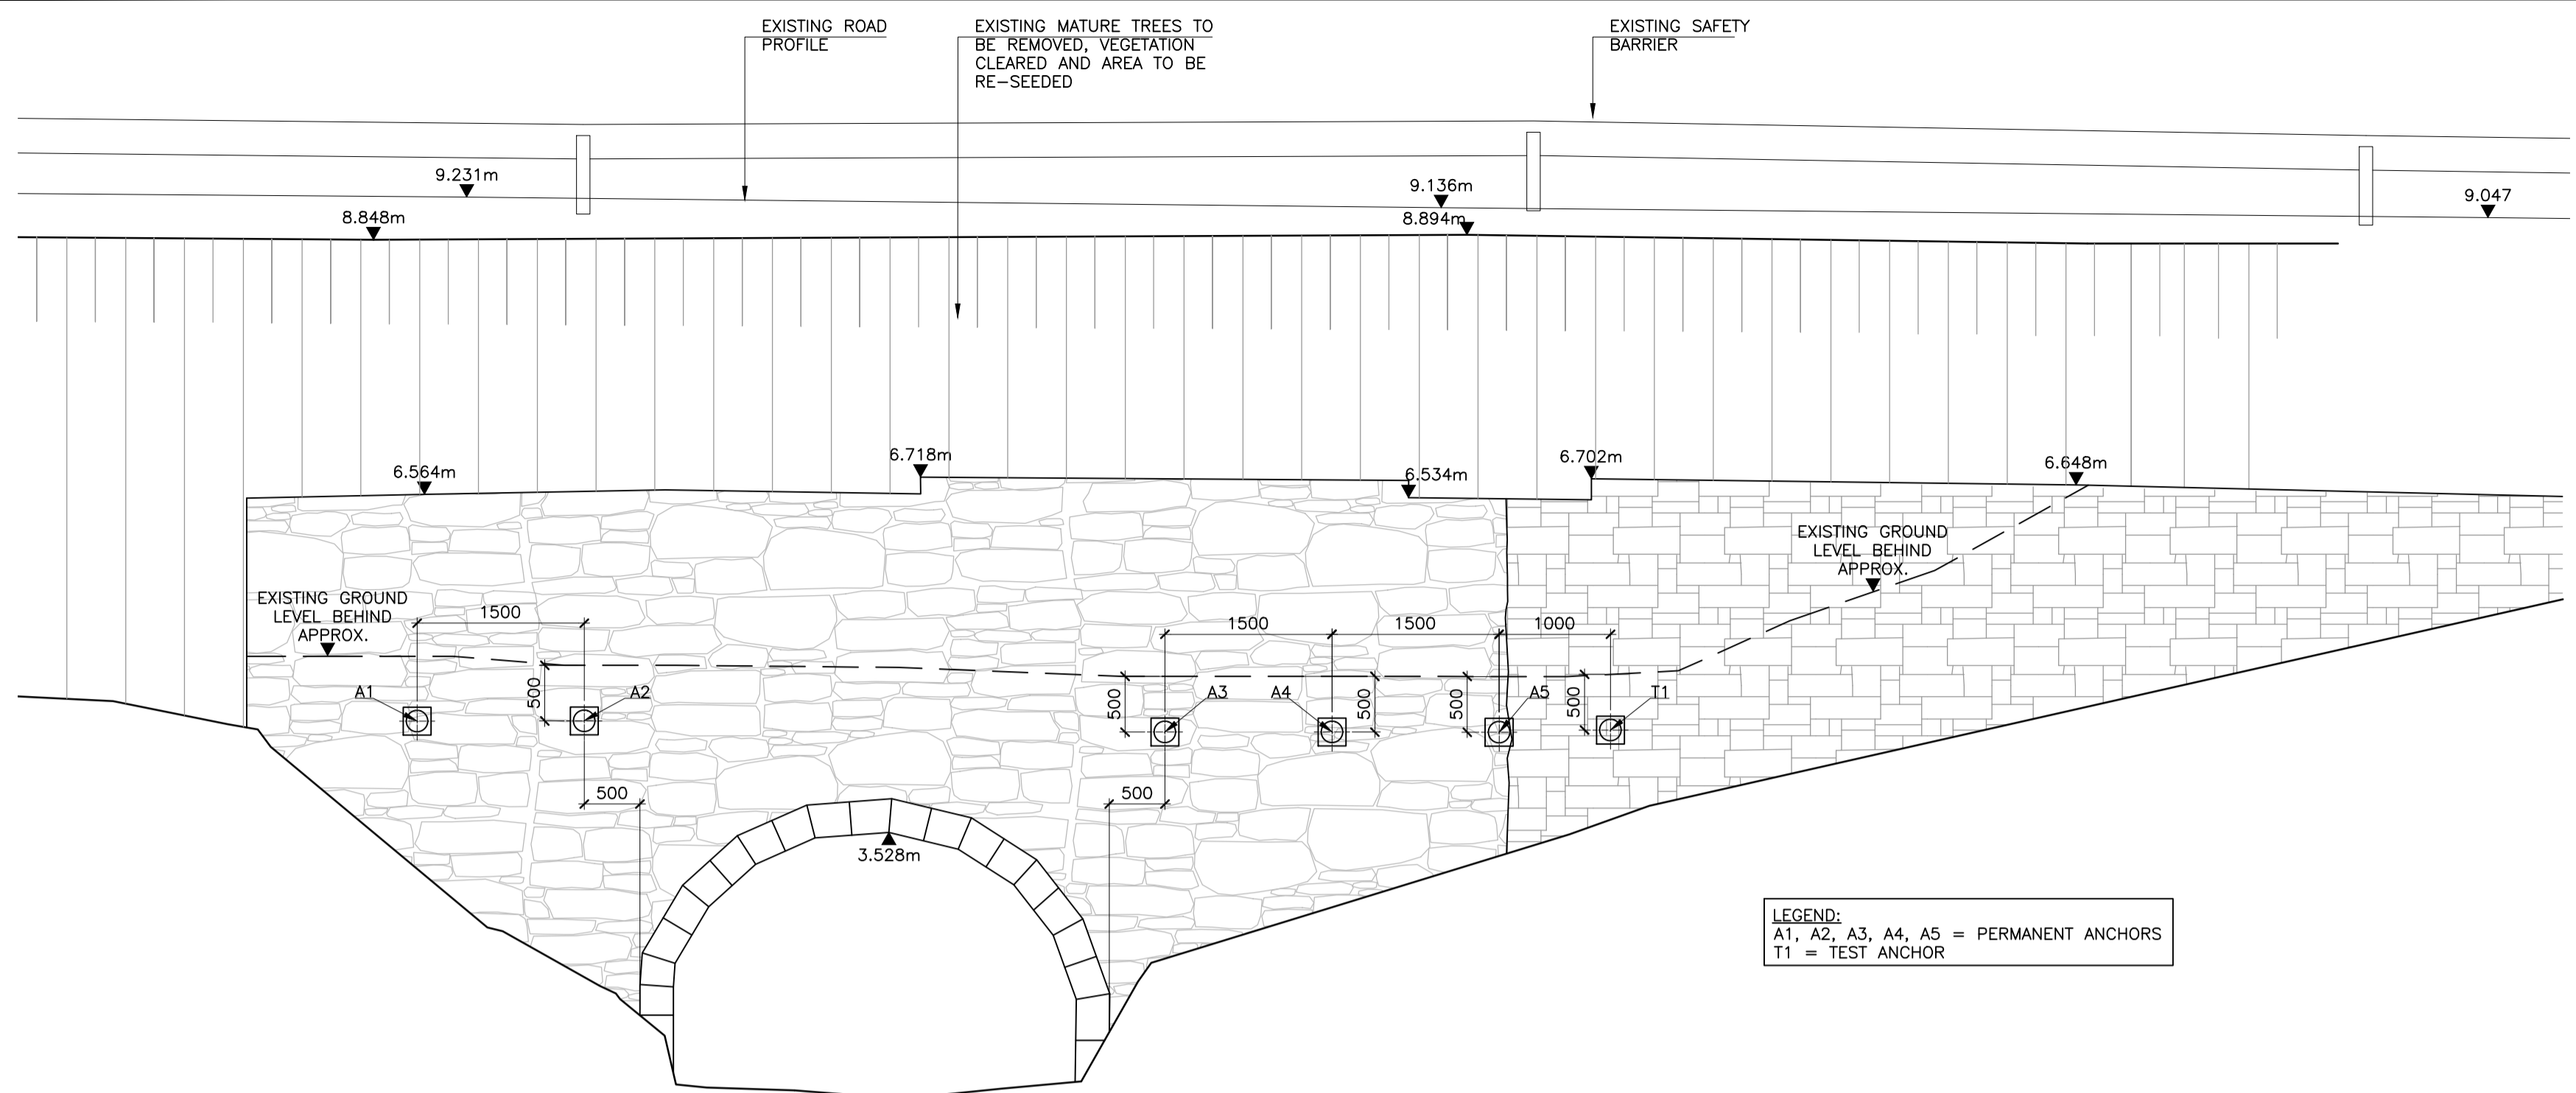 EXISTING ROAD
PROFILE
EXISTING MATURE TREES TO
BE REMOVED, VEGETATION
CLEARED AND AREA TO BE
RE-SEEDED
EXISTING SAFETY
BARRIER
9.231m
9.136m
9.047
8.848m
8.894m
6.564m
6.718m
6.534m
6.702m
6.648m
EXISTING GROUND
LEVEL BEHIND
APPROX.
EXISTING GROUND
LEVEL BEHIND
APPROX.
1500
1500
1500
1000
A1
500
A2
500
A3
A4
500
500
A5
500
T1
500
500
3.528m
LEGEND:
A1, A2, A3, A4, A5 = PERMANENT ANCHORS
T1 = TEST ANCHOR